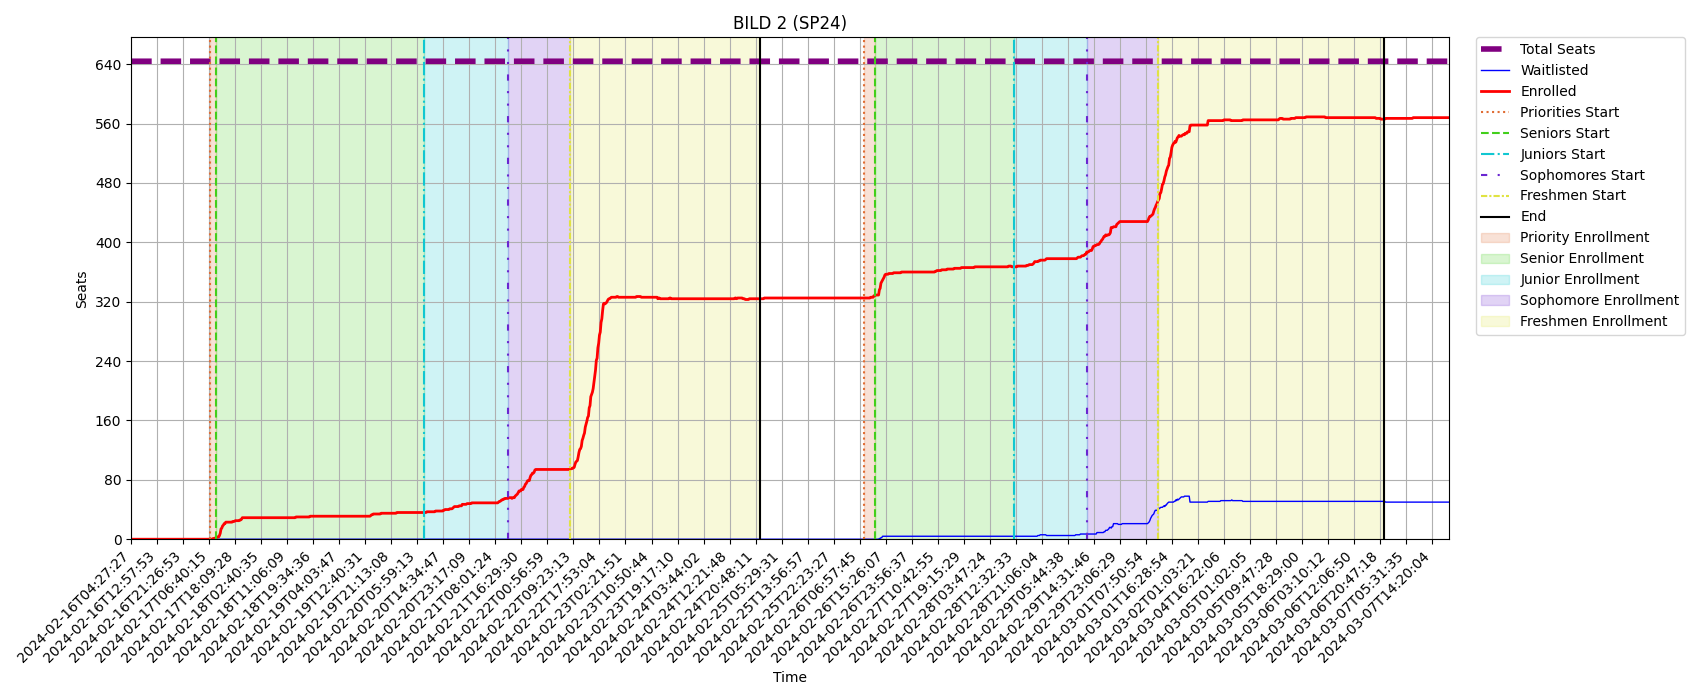 BILD 2 (SP24)
Total Seats
Waitlisted
Enrolled
Priorities Start
Seniors Start
Juniors Start
Sophomores Start
Freshmen Start
End
Priority Enrollment
Senior Enrollment
Junior Enrollment
Sophomore Enrollment
Freshmen Enrollment
Seats
640
560
480
400
320
240
160
80
0
2024-02-16T04:27:27
2024-02-16T12:57:53
2024-02-16T21:26:53
2024-02-17T06:40:15
2024-02-17T18:09:28
2024-02-18T02:40:35
2024-02-18T11:06:09
2024-02-18T19:34:36
2024-02-19T04:03:47
2024-02-19T12:40:31
2024-02-19T21:13:08
2024-02-20T05:59:13
2024-02-20T14:34:47
2024-02-20T23:17:09
2024-02-21T08:01:24
2024-02-21T16:29:30
2024-02-22T00:56:59
2024-02-22T09:23:13
2024-02-22T17:53:04
2024-02-23T02:21:51
2024-02-23T10:50:44
2024-02-23T19:17:10
2024-02-24T03:44:02
2024-02-24T12:21:48
2024-02-24T20:48:11
2024-02-25T05:29:31
2024-02-25T13:56:57
2024-02-25T22:23:27
2024-02-26T06:57:45
2024-02-26T15:26:07
2024-02-26T23:56:37
2024-02-27T10:42:55
2024-02-27T19:15:29
2024-02-28T03:47:24
2024-02-28T12:32:33
2024-02-28T21:06:04
2024-02-29T05:44:38
2024-02-29T14:31:46
2024-02-29T23:06:29
2024-03-01T07:50:54
2024-03-01T16:28:54
2024-03-02T01:03:21
2024-03-04T16:22:06
2024-03-05T01:02:05
2024-03-05T09:47:28
2024-03-05T18:29:00
2024-03-06T03:10:12
2024-03-06T12:06:50
2024-03-06T20:47:18
2024-03-07T05:31:35
2024-03-07T14:20:04
Time